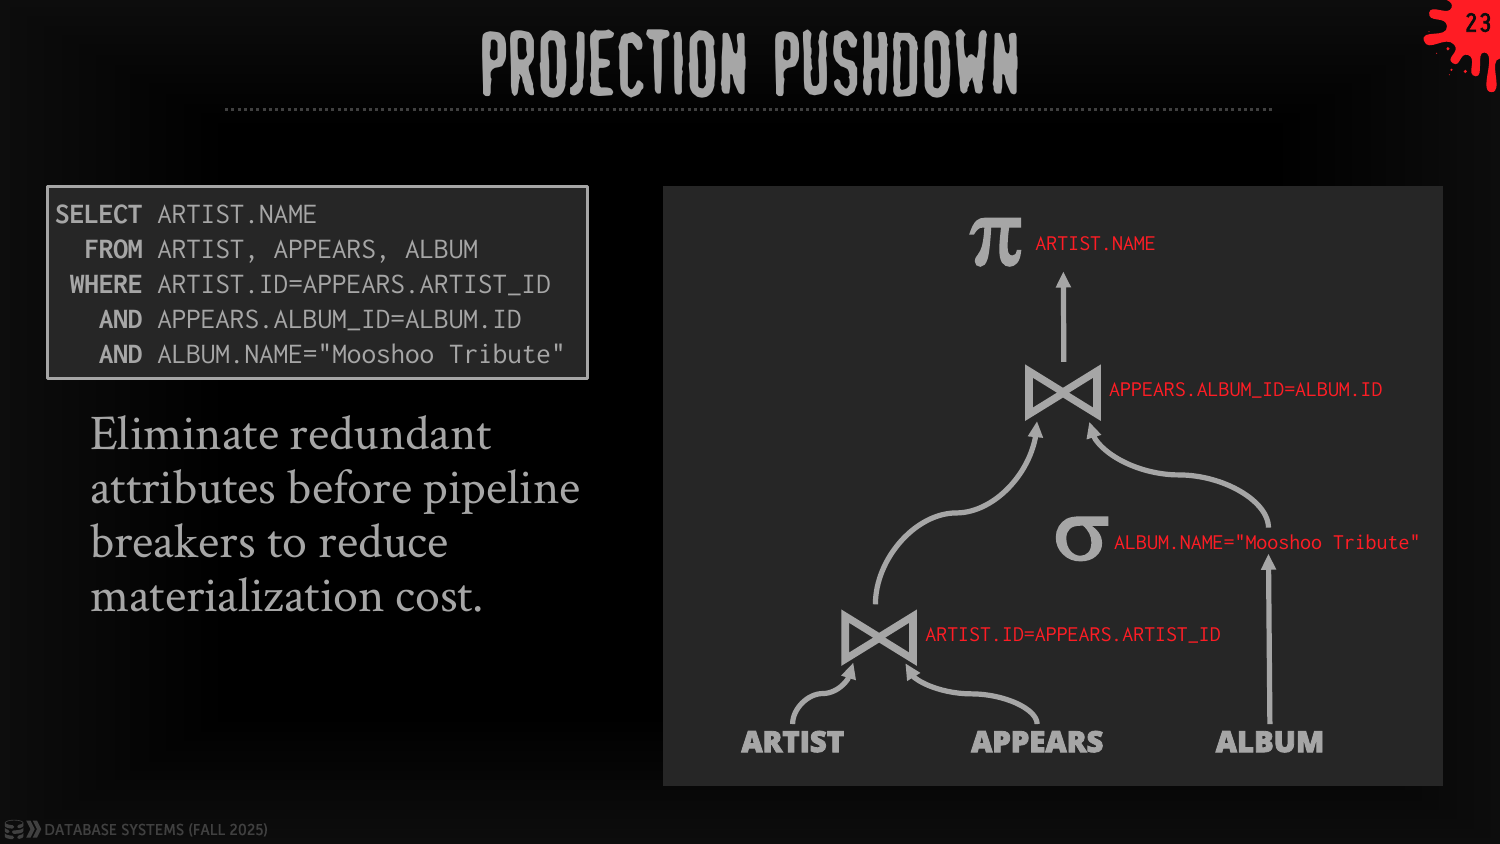 PROJECTION PUSHDOWN
23
SELECT ARTIST.NAME
FROM ARTIST, APPEARS, ALBUM
WHERE ARTIST.ID=APPEARS.ARTIST_ID
AND APPEARS.ALBUM_ID=ALBUM.ID
AND ALBUM.NAME="Mooshoo Tribute"
Eliminate redundant
attributes before pipeline
breakers to reduce
materialization cost.
π ARTIST.NAME
⋈ APPEARS.ALBUM_ID=ALBUM.ID
σ ALBUM.NAME="Mooshoo Tribute"
⋈ ARTIST.ID=APPEARS.ARTIST_ID
ARTIST APPEARS ALBUM
DATABASE SYSTEMS (FALL 2025)